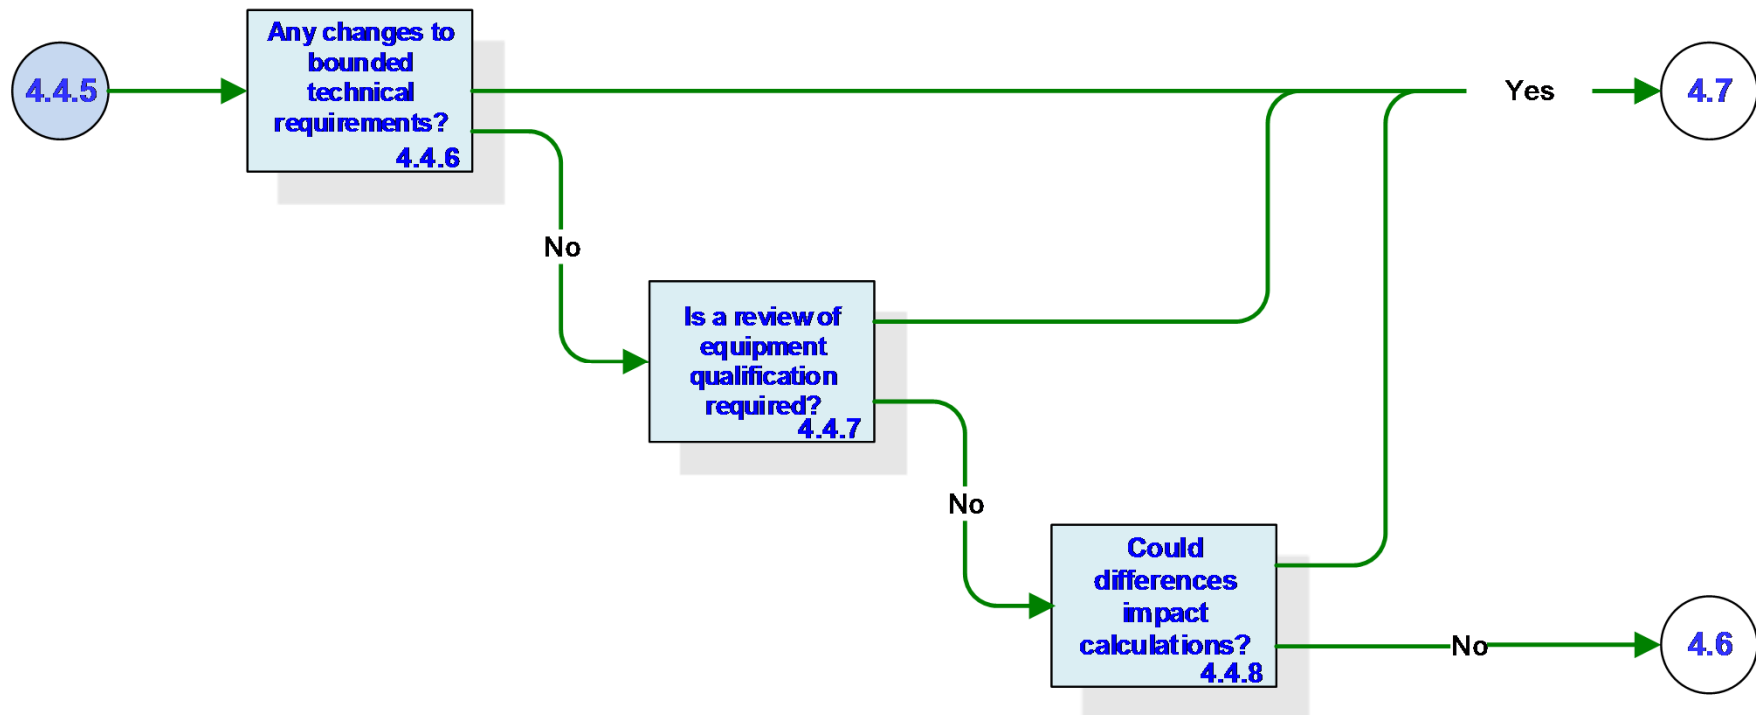 4.4.5
Any changes to
bounded
technical
requirements?
4.4.6
Yes
4.7
No
Is a review of
equipment
qualification
required?
4.4.7
No
Could
differences
impact
calculations?
4.4.8
No
4.6